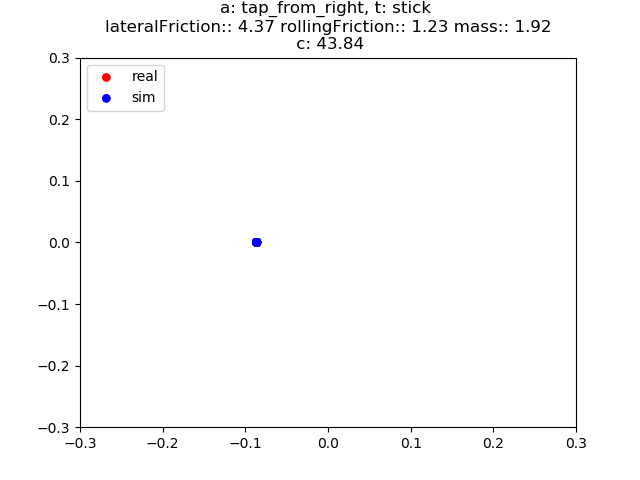 a: tap_from_right, t: stick
lateralFriction:: 4.37 rollingFriction:: 1.23 mass:: 1.92
c: 43.84
real
sim
0.3
0.2
0.1
0.0
−0.1
−0.2
−0.3
−0.3 −0.2 −0.1 0.0 0.1 0.2 0.3